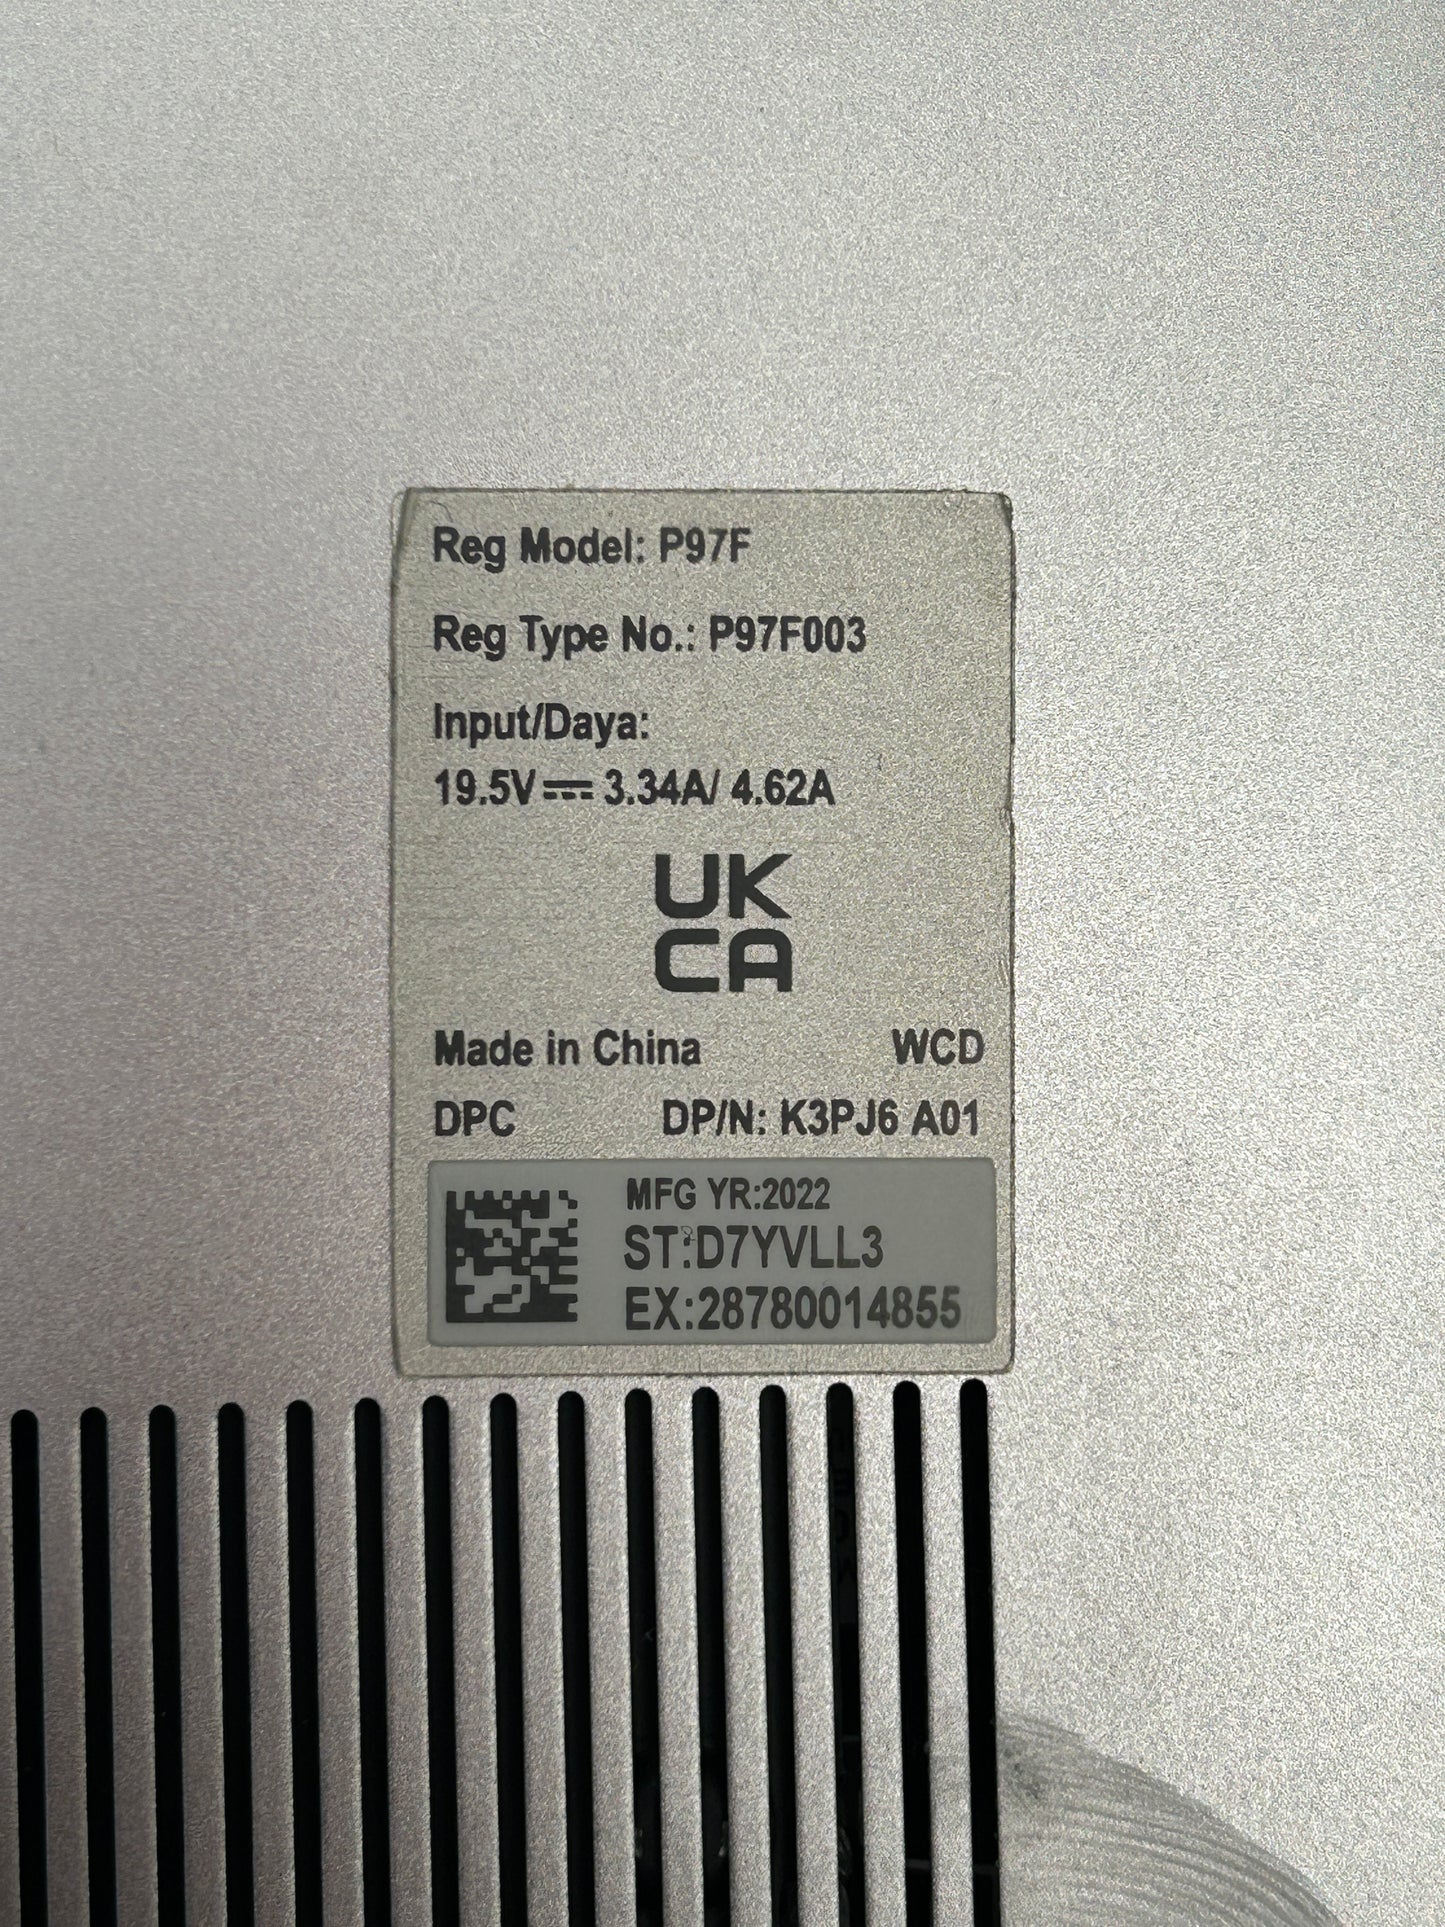 Reg Model: P97F
Reg Type No.: P97F003
Input/Daya:
19.5V⎓ 3.34A/ 4.62A
UK
CA
Made in China WCD
DPC DP/N: K3PJ6 A01
MFG YR:2022
ST:D7YVLL3
EX:28780014855